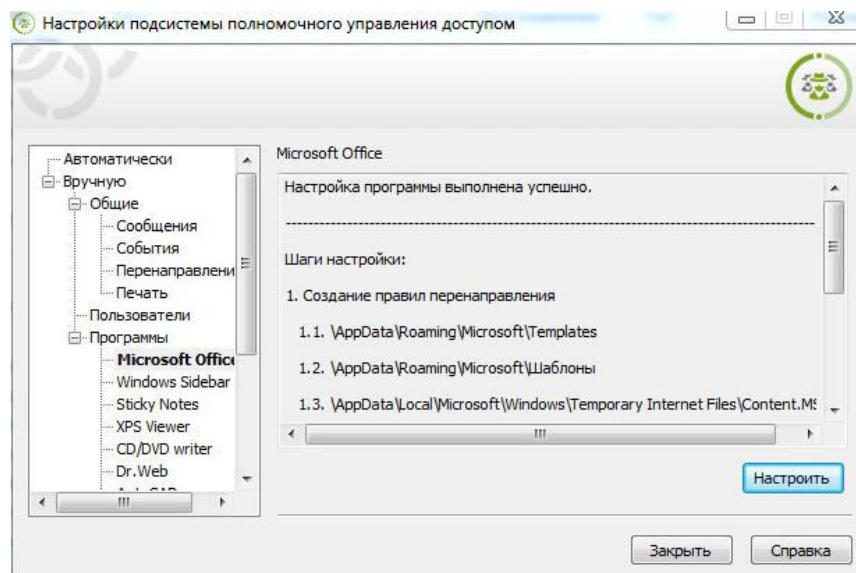 Настройки подсистемы полномочного управления доступом
Автоматически
Вручную
Общие
Сообщения
События
Перенаправлени
Печать
Пользователи
Программы
Microsoft Office
Windows Sidebar
Sticky Notes
XPS Viewer
CD/DVD writer
Dr.Web
Microsoft Office
Настройка программы выполнена успешно.
Шаги настройки:
1. Создание правил перенаправления
1.1. \AppData\Roaming\Microsoft\Templates
1.2. \AppData\Roaming\Microsoft\Шаблоны
1.3. \AppData\Local\Microsoft\Windows\Temporary Internet Files\Content.MS
Настроить
Закрыть
Справка